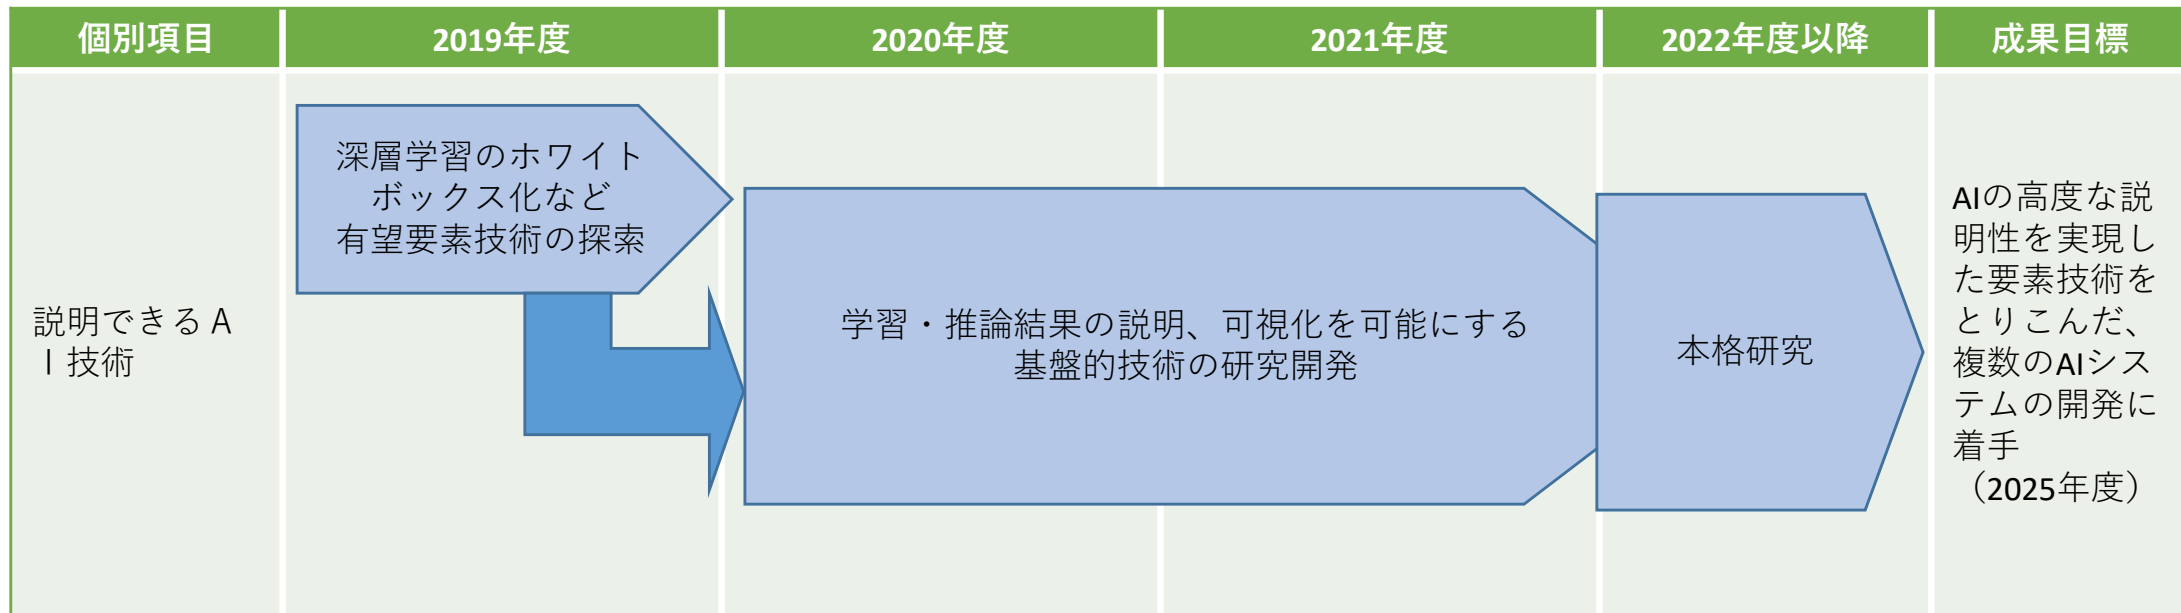 個別項目
2019年度
2020年度
2021年度
2022年度以降
成果目標
説明できるA
I技術
深層学習のホワイト
ボックス化など
有望要素技術の探索
学習・推論結果の説明、可視化を可能にする
基盤的技術の研究開発
本格研究
AIの高度な説
明性を実現し
た要素技術を
とりこんだ、
複数のAIシス
テムの開発に
着手
(2025年度)